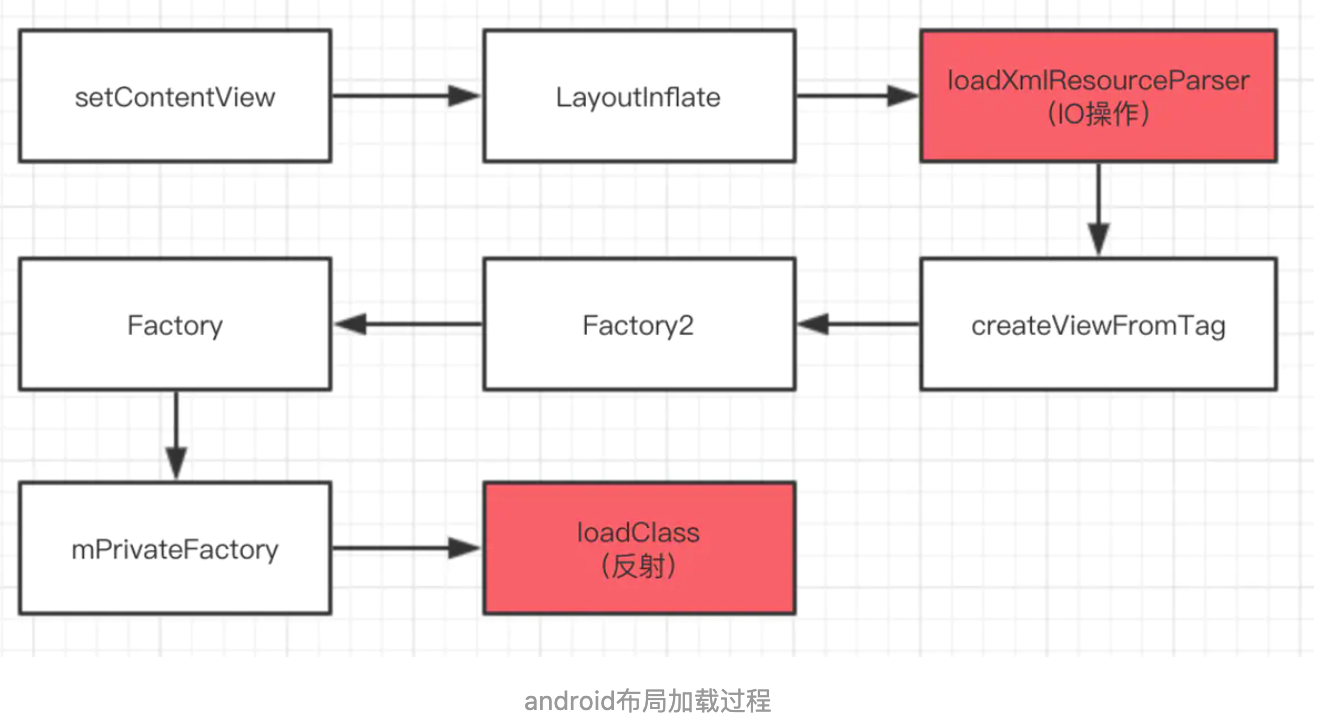 setContentView
LayoutInflate
loadXmlResourceParser
（IO操作）
createViewFromTag
Factory2
Factory
mPrivateFactory
loadClass
（反射）
android布局加载过程